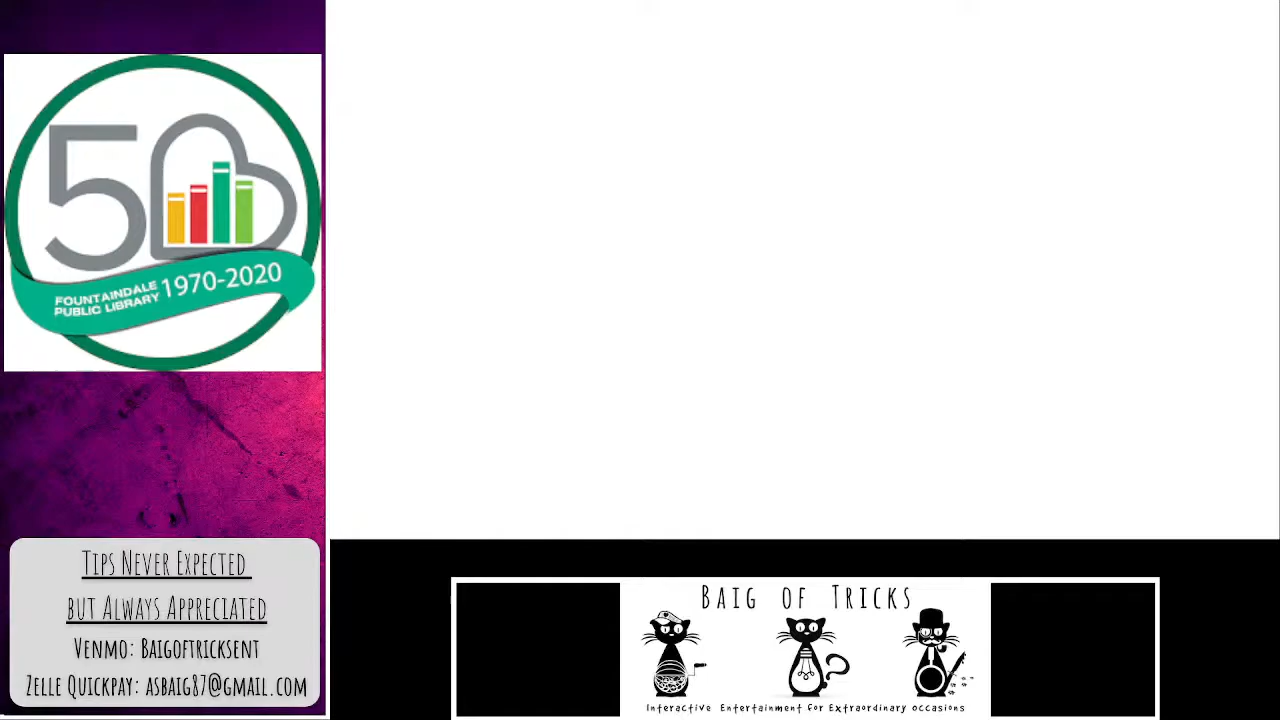 50
FOUNTAINDALE
PUBLIC LIBRARY
1970-2020
TIPS NEVER EXPECTED
BUT ALWAYS APPRECIATED
VENMO: BAIGOFTRICKSENT
ZELLE QUICKPAY: ASBAIG87@GMAIL.COM
BAIG OF TRICKS
Interactive Entertainment for Extraordinary occasions